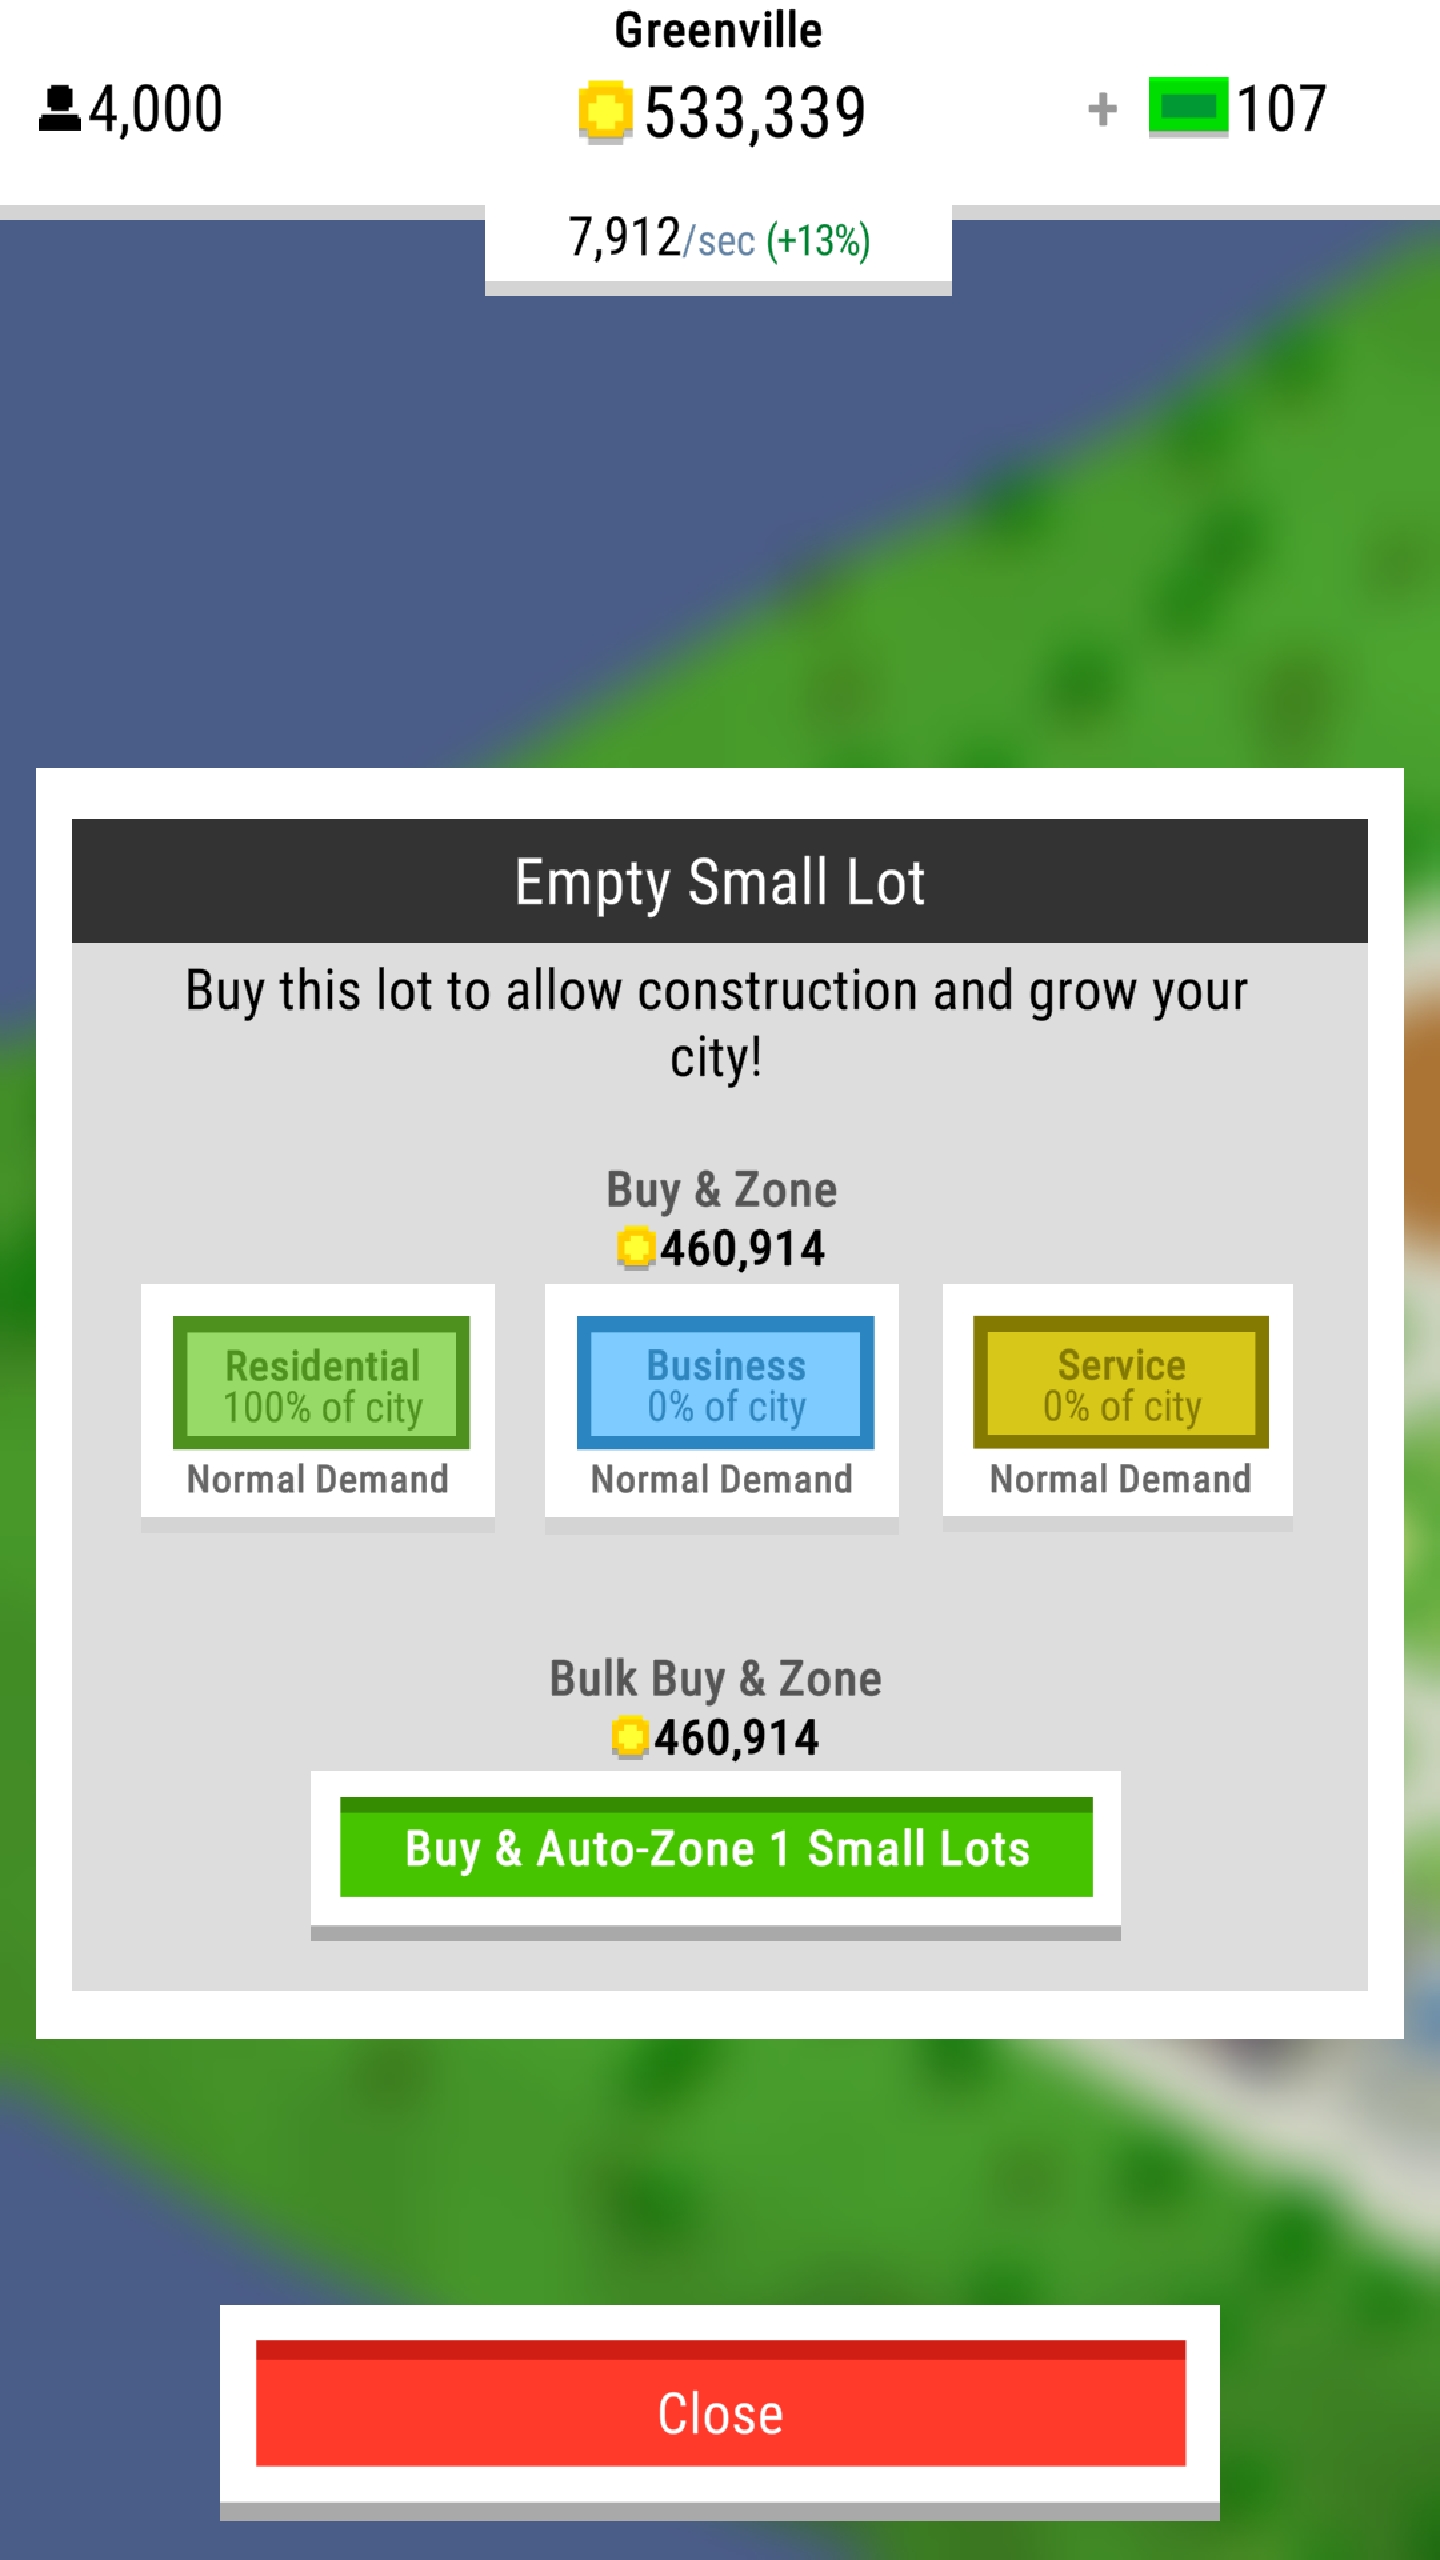 Greenville
4,000
533,339
+ 107
7,912/sec (+13%)
Empty Small Lot
Buy this lot to allow construction and grow your
city!
Buy & Zone
460,914
Residential
100% of city
Normal Demand
Business
0% of city
Normal Demand
Service
0% of city
Normal Demand
Bulk Buy & Zone
460,914
Buy & Auto-Zone 1 Small Lots
Close